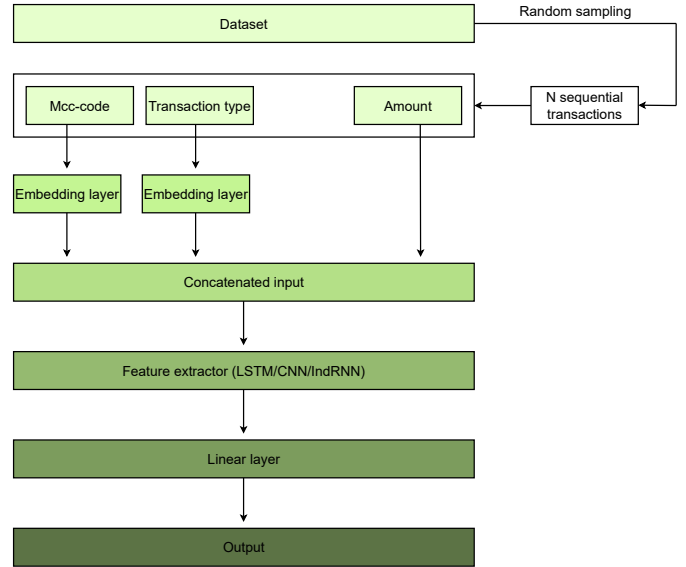 Dataset
Random sampling
Mcc-code
Transaction type
Amount
N sequential
transactions
Embedding layer
Embedding layer
Concatenated input
Feature extractor (LSTM/CNN/IndRNN)
Linear layer
Output